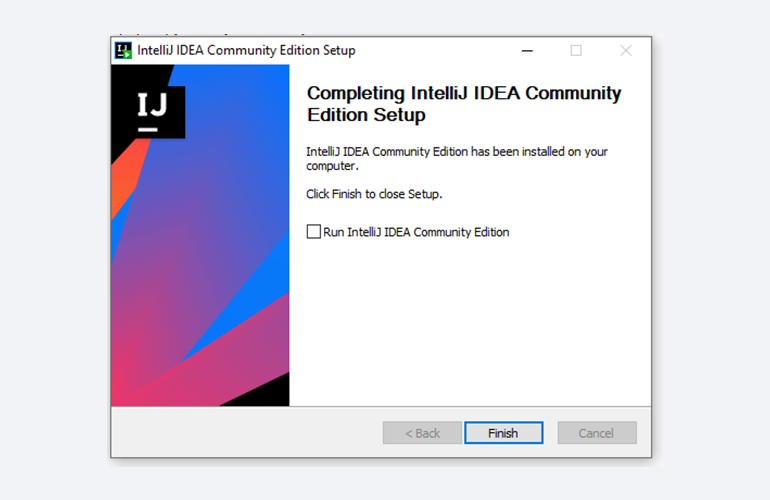 IntelliJ IDEA Community Edition Setup
IJ
Completing IntelliJ IDEA Community
Edition Setup
IntelliJ IDEA Community Edition has been installed on your
computer.
Click Finish to close Setup.
Run IntelliJ IDEA Community Edition
< Back
Finish
Cancel